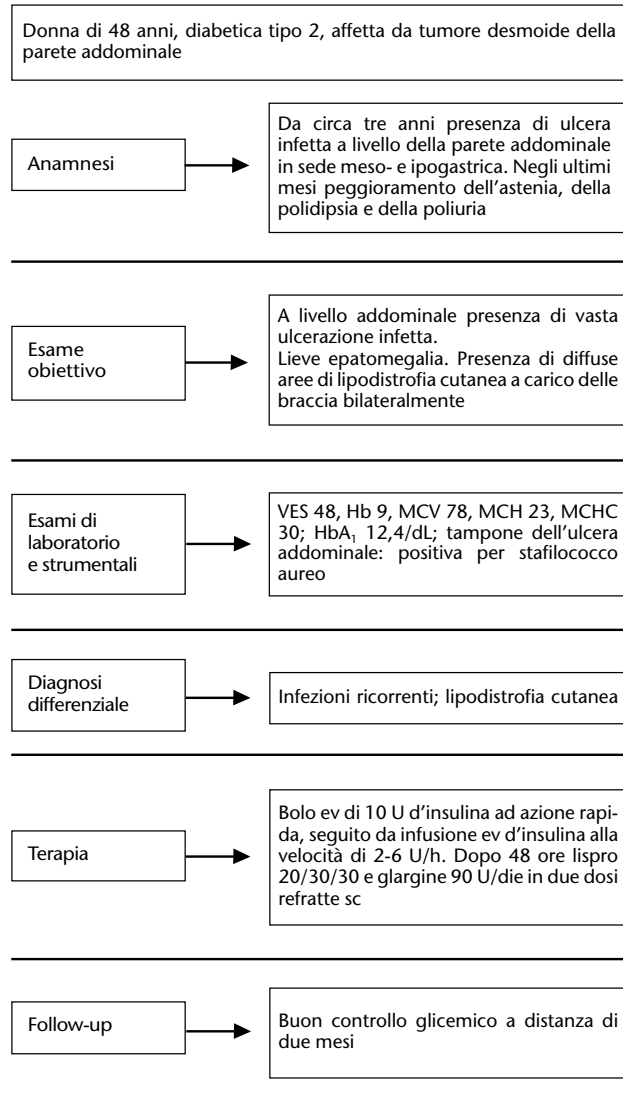 Donna di 48 anni, diabetica tipo 2, affetta da tumore desmoide della
parete addominale
Anamnesi
Da circa tre anni presenza di ulcera
infetta a livello della parete addominale
in sede meso- e ipogastrica. Negli ultimi
mesi peggioramento dell’astenia, della
polidipsia e della poliuria
Esame
obiettivo
A livello addominale presenza di vasta
ulcerazione infetta.
Lieve epatomegalia. Presenza di diffuse
aree di lipodistrofia cutanea a carico delle
braccia bilateralmente
Esami di
laboratorio
e strumentali
VES 48, Hb 9, MCV 78, MCH 23, MCHC
30; HbA₁ 12,4/dL; tampone dell’ulcera
addominale: positiva per stafilococco
aureo
Diagnosi
differenziale
Infezioni ricorrenti; lipodistrofia cutanea
Terapia
Bolo ev di 10 U d’insulina ad azione rapi-
da, seguito da infusione ev d’insulina alla
velocità di 2-6 U/h. Dopo 48 ore lispro
20/30/30 e glargine 90 U/die in due dosi
refratte sc
Follow-up
Buon controllo glicemico a distanza di
due mesi